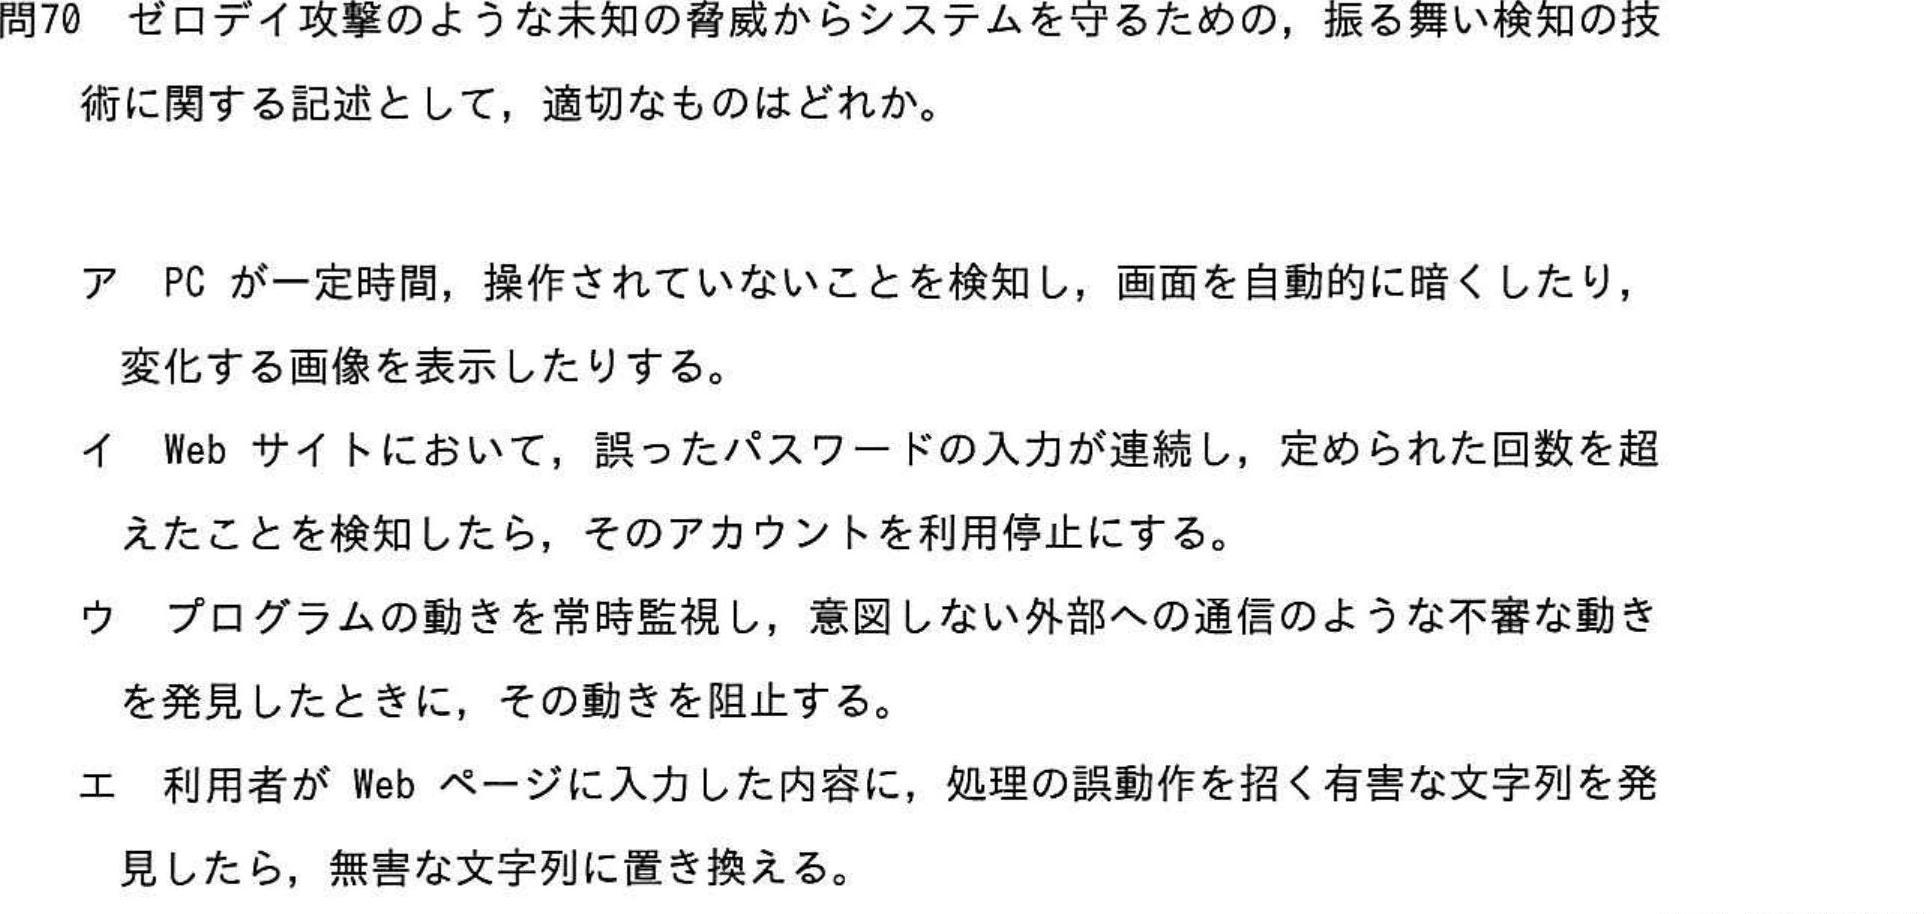 問70　ゼロデイ攻撃のような未知の脅威からシステムを守るための，振る舞い検知の技
術に関する記述として，適切なものはどれか。
ア　PC が一定時間，操作されていないことを検知し，画面を自動的に暗くしたり，
変化する画像を表示したりする。
イ　Web サイトにおいて，誤ったパスワードの入力が連続し，定められた回数を超
えたことを検知したら，そのアカウントを利用停止にする。
ウ　プログラムの動きを常時監視し，意図しない外部への通信のような不審な動き
を発見したときに，その動きを阻止する。
エ　利用者が Web ページに入力した内容に，処理の誤動作を招く有害な文字列を発
見したら，無害な文字列に置き換える。